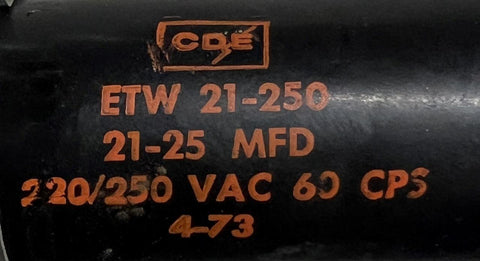 CDE
ETW 21-250
21-25 MFD
220/250 VAC 60 CPS
4-73